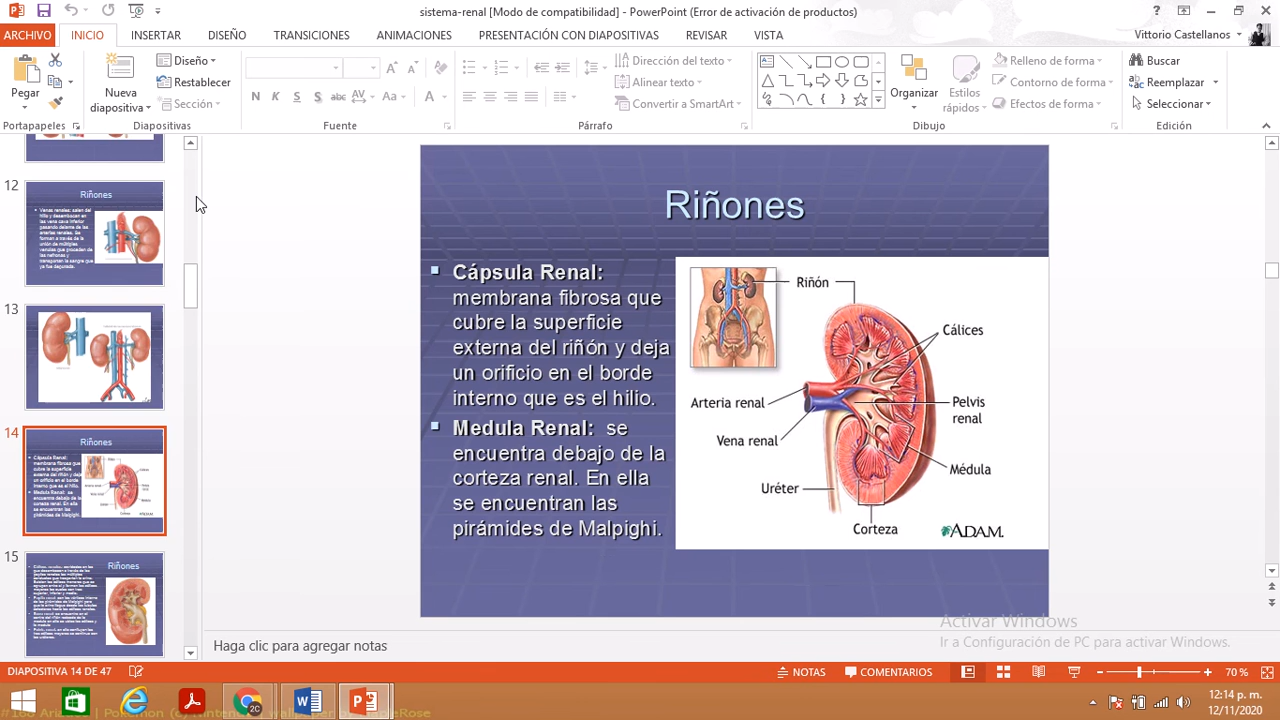 sistema-renal [Modo de compatibilidad] - PowerPoint (Error de activación de productos)
ARCHIVO INICIO INSERTAR DISEÑO TRANSICIONES ANIMACIONES PRESENTACIÓN CON DIAPOSITIVAS REVISAR VISTA Vittorio Castellanos
Pegar
Portapapeles
Nueva diapositiva
Diseño
Restablecer
Sección
Diapositivas
N K S S abc AV Aa A
Fuente
Párrafo
Dirección del texto
Alinear texto
Convertir a SmartArt
Organizar
Estilos rápidos
Relleno de forma
Contorno de forma
Efectos de forma
Dibujo
Buscar
Reemplazar
Seleccionar
Edición
12
Riñones
13
14
Riñones
15
Riñones
Riñones
Cápsula Renal:
membrana fibrosa que
cubre la superficie
externa del riñón y deja
un orificio en el borde
interno que es el hilio.
Medula Renal: se
encuentra debajo de la
corteza renal. En ella
se encuentran las
pirámides de Malpighi.
Riñón
Cálices
Arteria renal
Pelvis
renal
Vena renal
Médula
Uréter
Corteza
ADAM.
Activar Windows
Ir a Configuración de PC para activar Windows.
Haga clic para agregar notas
DIAPOSITIVA 14 DE 47 NOTAS COMENTARIOS 70 %
12:14 p. m.
12/11/2020